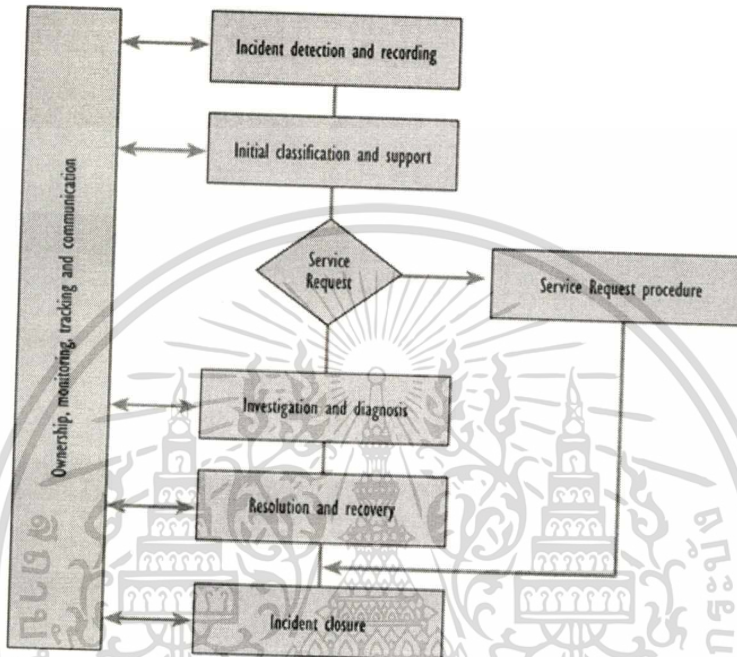 Incident detection and recording
Initial classification and support
Ownership, monitoring, tracking and communication
Service
Request
Service Request procedure
Investigation and diagnosis
Resolution and recovery
Incident closure